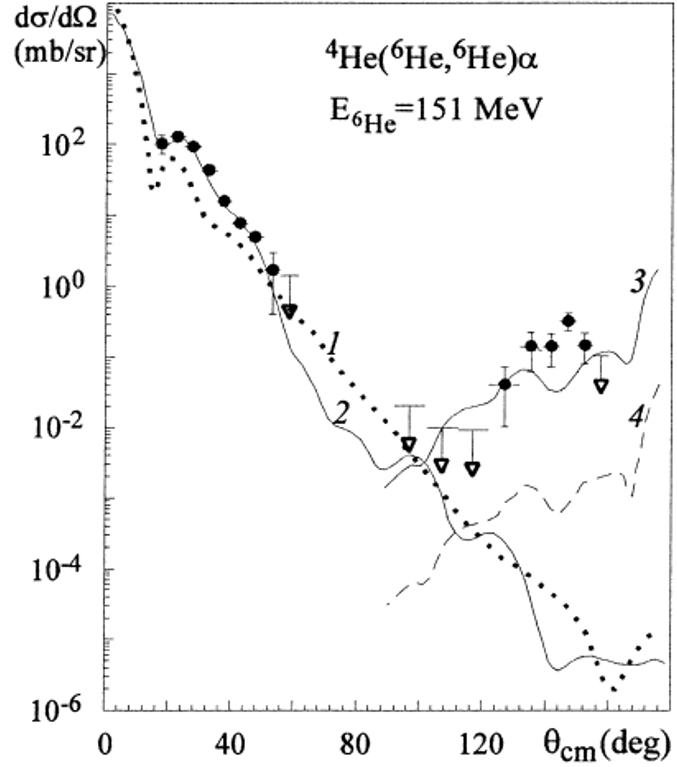 dσ/dΩ
(mb/sr)
⁴He(⁶He,⁶He)α
E₆He=151 MeV
10²
10⁰
10⁻²
10⁻⁴
10⁻⁶
1
2
3
4
0 40 80 120 θcm(deg)